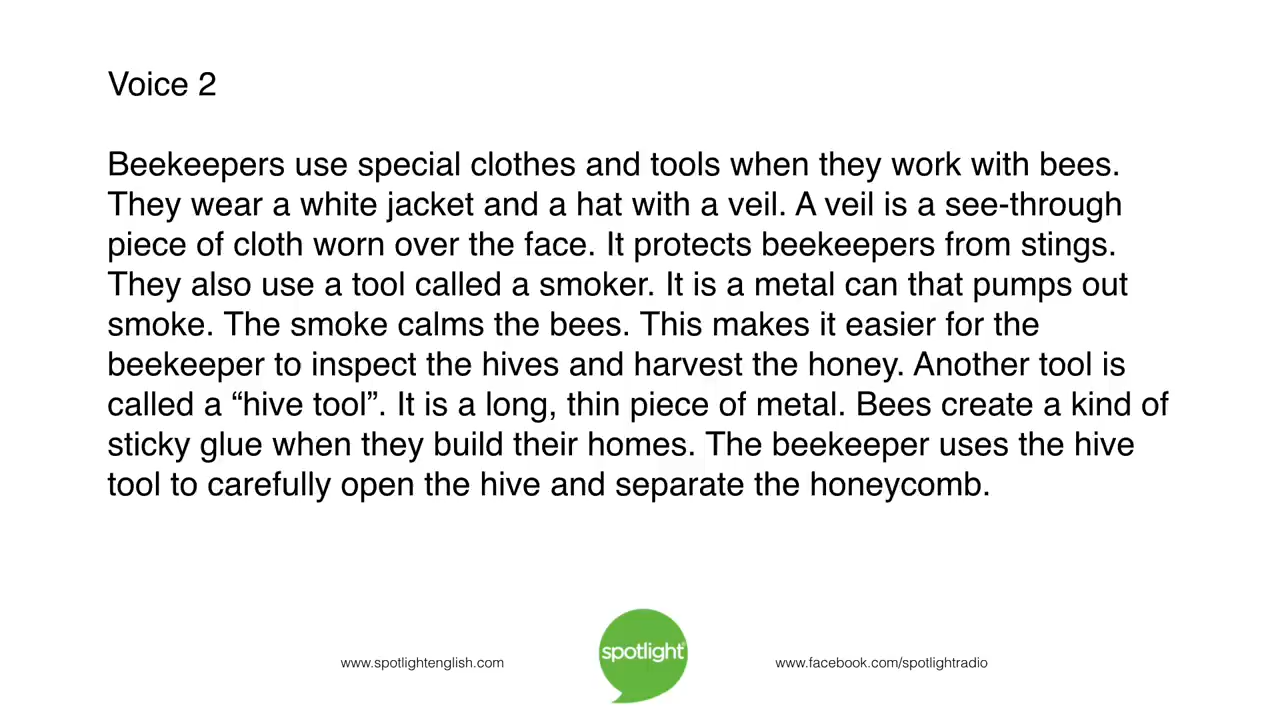 Voice 2
Beekeepers use special clothes and tools when they work with bees.
They wear a white jacket and a hat with a veil. A veil is a see-through
piece of cloth worn over the face. It protects beekeepers from stings.
They also use a tool called a smoker. It is a metal can that pumps out
smoke. The smoke calms the bees. This makes it easier for the
beekeeper to inspect the hives and harvest the honey. Another tool is
called a “hive tool”. It is a long, thin piece of metal. Bees create a kind of
sticky glue when they build their homes. The beekeeper uses the hive
tool to carefully open the hive and separate the honeycomb.
www.spotlightenglish.com
spotlight
www.facebook.com/spotlightradio